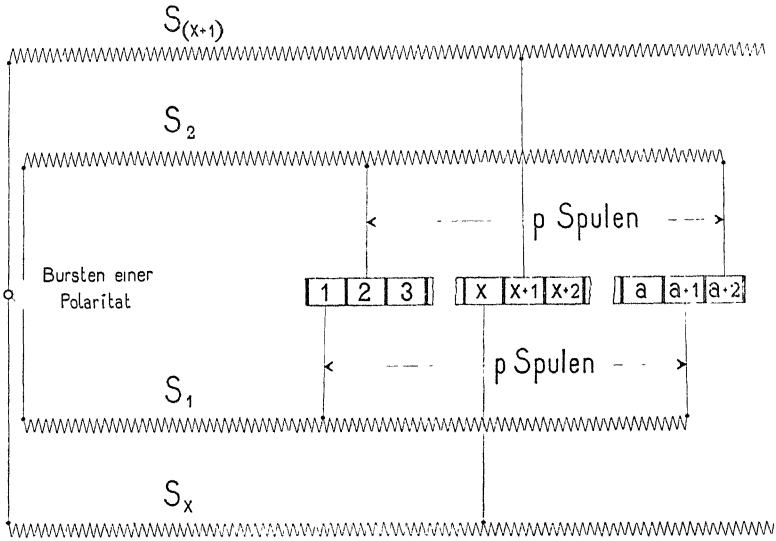 S(x+1)
S2
p Spulen
Bursten einer
Polaritat
1 2 3 x x+1 x+2 a a+1 a+2
p Spulen
S1
Sx